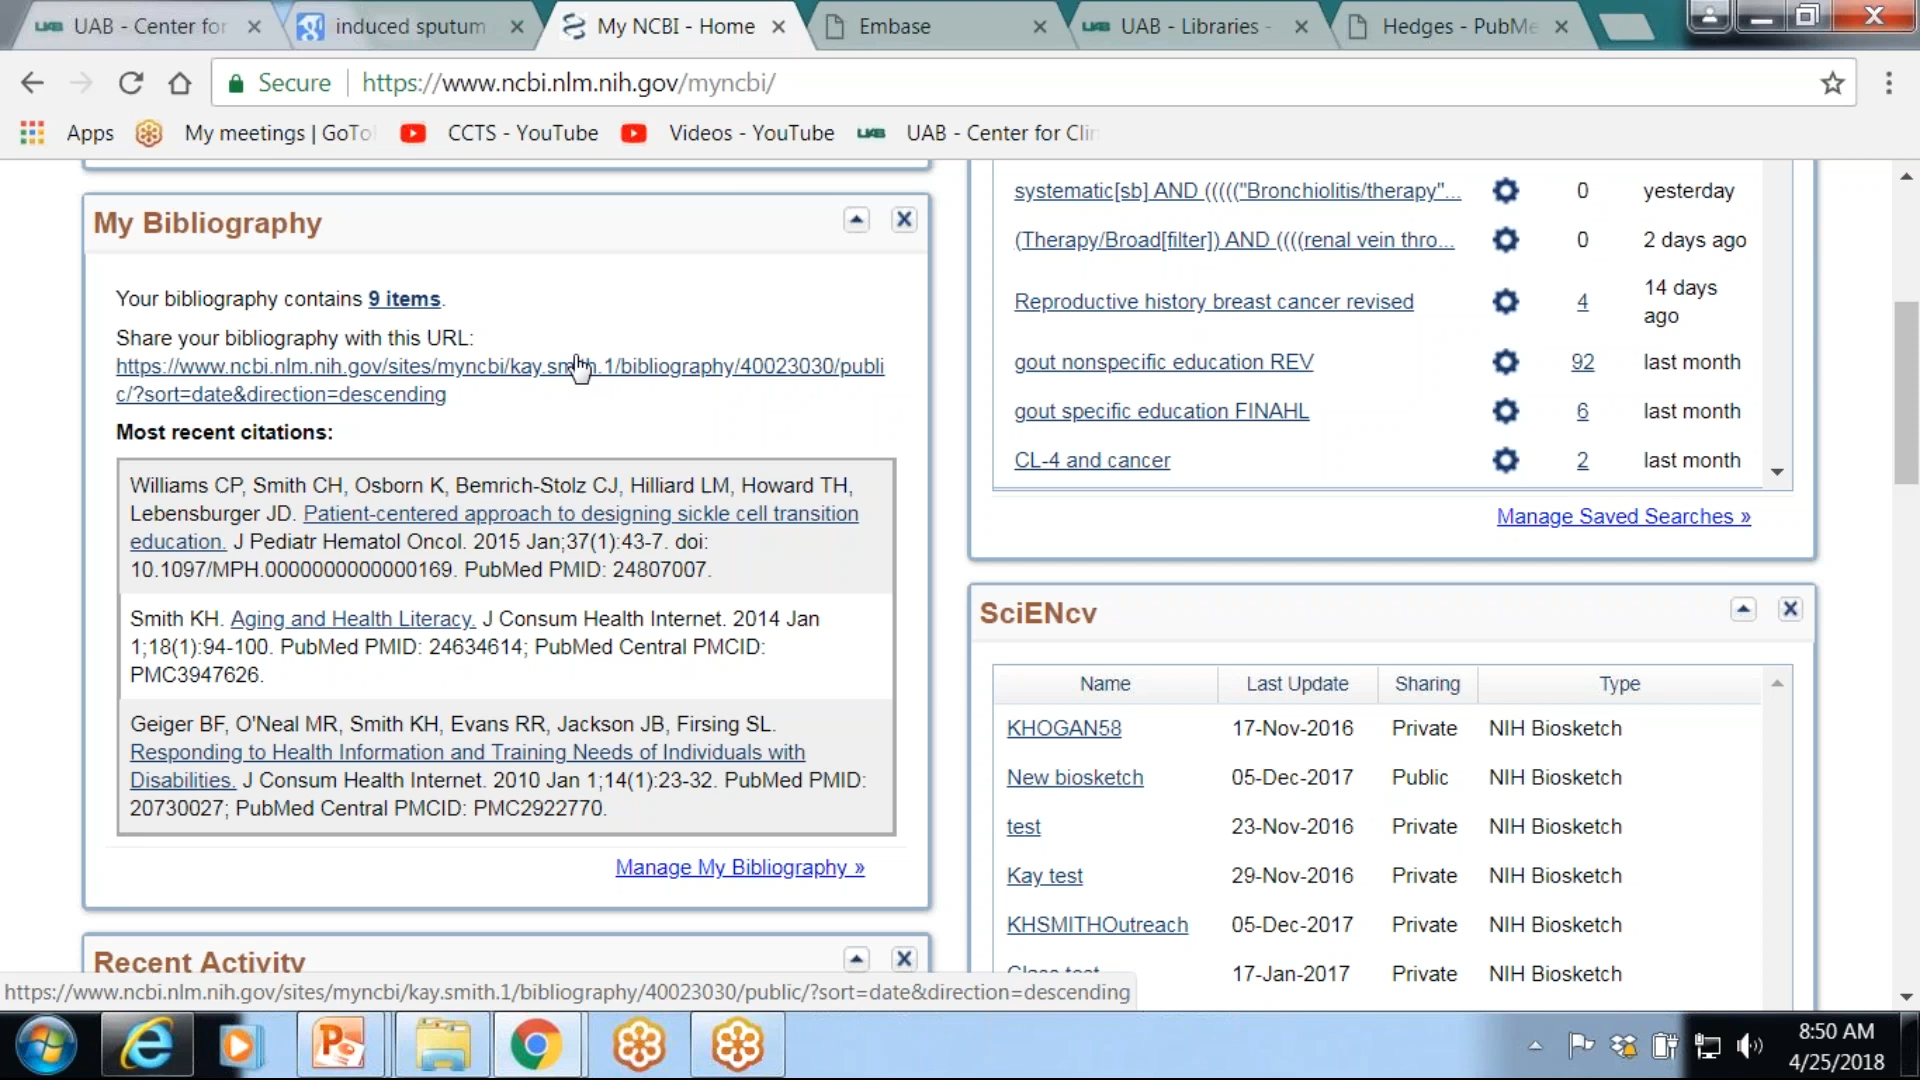 UAB - Center for
induced sputum
My NCBI - Home
Embase
UAB - Libraries -
Hedges - PubMe
Secure
https://www.ncbi.nlm.nih.gov/myncbi/
Apps
My meetings | GoTo
CCTS - YouTube
Videos - YouTube
UAB
UAB - Center for Clin
My Bibliography
Your bibliography contains 9 items.
Share your bibliography with this URL:
https://www.ncbi.nlm.nih.gov/sites/myncbi/kay.smith.1/bibliography/40023030/publi
c/?sort=date&direction=descending
Most recent citations:
Williams CP, Smith CH, Osborn K, Bemrich-Stolz CJ, Hilliard LM, Howard TH,
Lebensburger JD. Patient-centered approach to designing sickle cell transition
education. J Pediatr Hematol Oncol. 2015 Jan;37(1):43-7. doi:
10.1097/MPH.0000000000000169. PubMed PMID: 24807007.
Smith KH. Aging and Health Literacy. J Consum Health Internet. 2014 Jan
1;18(1):94-100. PubMed PMID: 24634614; PubMed Central PMCID:
PMC3947626.
Geiger BF, O'Neal MR, Smith KH, Evans RR, Jackson JB, Firsing SL.
Responding to Health Information and Training Needs of Individuals with
Disabilities. J Consum Health Internet. 2010 Jan 1;14(1):23-32. PubMed PMID:
20730027; PubMed Central PMCID: PMC2922770.
Manage My Bibliography »
Recent Activity
systematic[sb] AND ((((("Bronchiolitis/therapy"... 0 yesterday
(Therapy/Broad[filter]) AND ((((renal vein thro... 0 2 days ago
Reproductive history breast cancer revised 4 14 days ago
gout nonspecific education REV 92 last month
gout specific education FINAHL 6 last month
CL-4 and cancer 2 last month
Manage Saved Searches »
SciENcv
Name Last Update Sharing Type
KHOGAN58 17-Nov-2016 Private NIH Biosketch
New biosketch 05-Dec-2017 Public NIH Biosketch
test 23-Nov-2016 Private NIH Biosketch
Kay test 29-Nov-2016 Private NIH Biosketch
KHSMITHOutreach 05-Dec-2017 Private NIH Biosketch
Class test 17-Jan-2017 Private NIH Biosketch
https://www.ncbi.nlm.nih.gov/sites/myncbi/kay.smith.1/bibliography/40023030/public/?sort=date&direction=descending
8:50 AM
4/25/2018